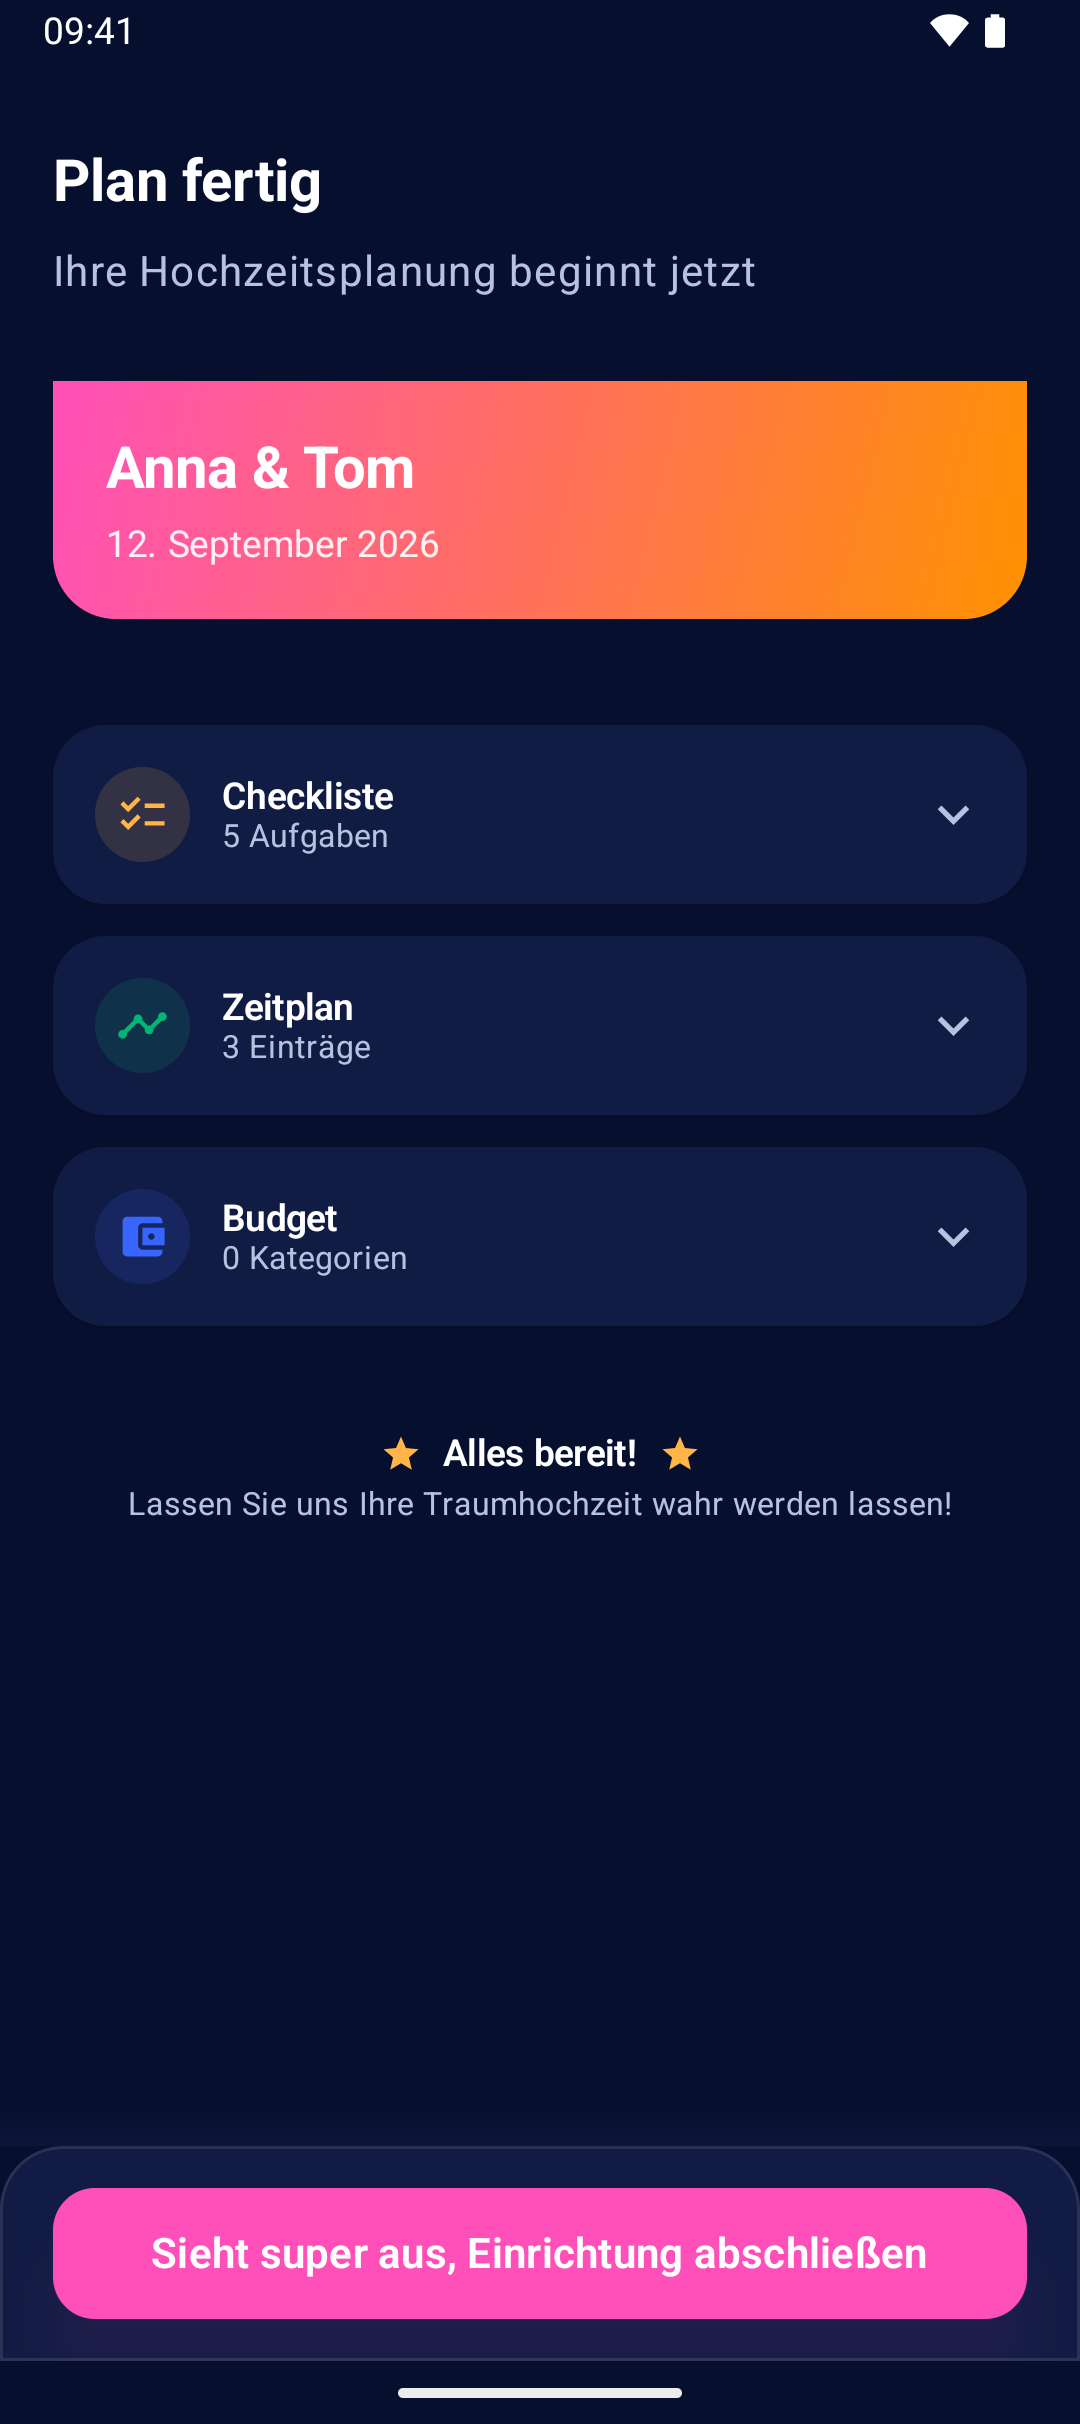 09:41
Plan fertig
Ihre Hochzeitsplanung beginnt jetzt
Anna & Tom
12. September 2026
Checkliste
5 Aufgaben
Zeitplan
3 Einträge
Budget
0 Kategorien
Alles bereit!
Lassen Sie uns Ihre Traumhochzeit wahr werden lassen!
Sieht super aus, Einrichtung abschließen